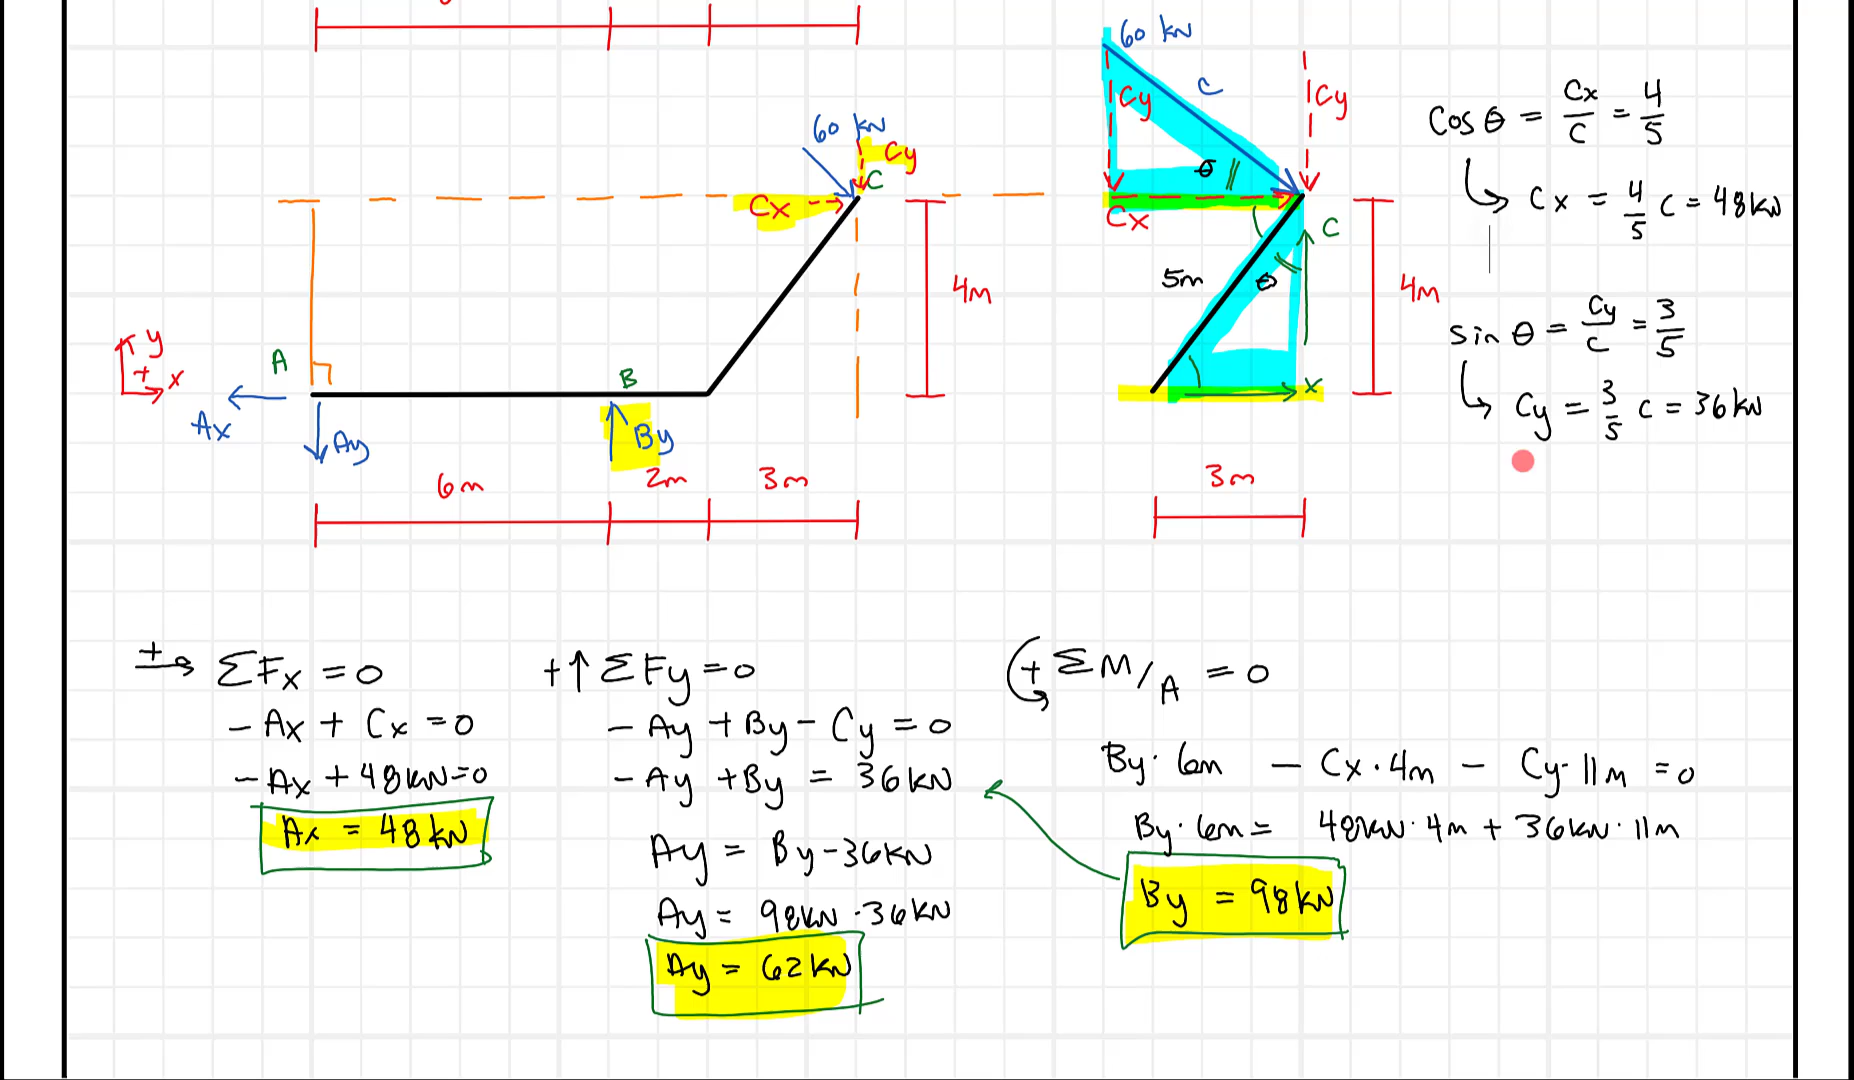 60 kN
Cy
C
Cx
4m
A
B
y
+ x
Ax
Ay
By
6m
2m
3m
60 kN
C
Cy
Cy
θ
Cx
C
5m
θ
4m
x
3m
Cos θ = Cx/C = 4/5
Cx = 4/5 C = 48kN
sin θ = Cy/C = 3/5
Cy = 3/5 C = 36kN
+→ ΣFx = 0
-Ax + Cx = 0
-Ax + 48kN=0
Ax = 48kN
+↑ ΣFy=0
-Ay +By - Cy = 0
-Ay +By = 36kN
Ay = By-36kN
Ay = 98kN -36kN
Ay = 62kN
+ ΣM/A = 0
By· 6m - Cx·4m - Cy·11m = 0
By·6m = 48kN·4m + 36kN·11m
By = 98kN